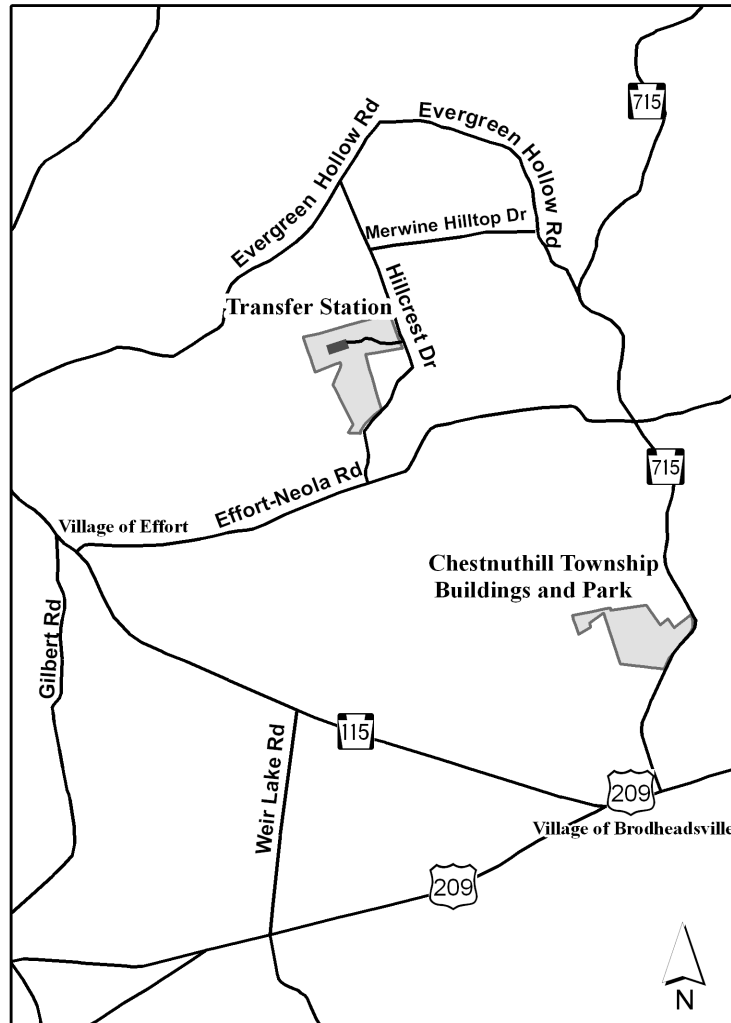 715
Evergreen Hollow Rd
Evergreen Hollow Rd
Merwine Hilltop Dr
Hillcrest Dr
Transfer Station
715
Effort-Neola Rd
Village of Effort
Chestnuthill Township
Buildings and Park
Gilbert Rd
115
Weir Lake Rd
209
Village of Brodheadsville
209
N